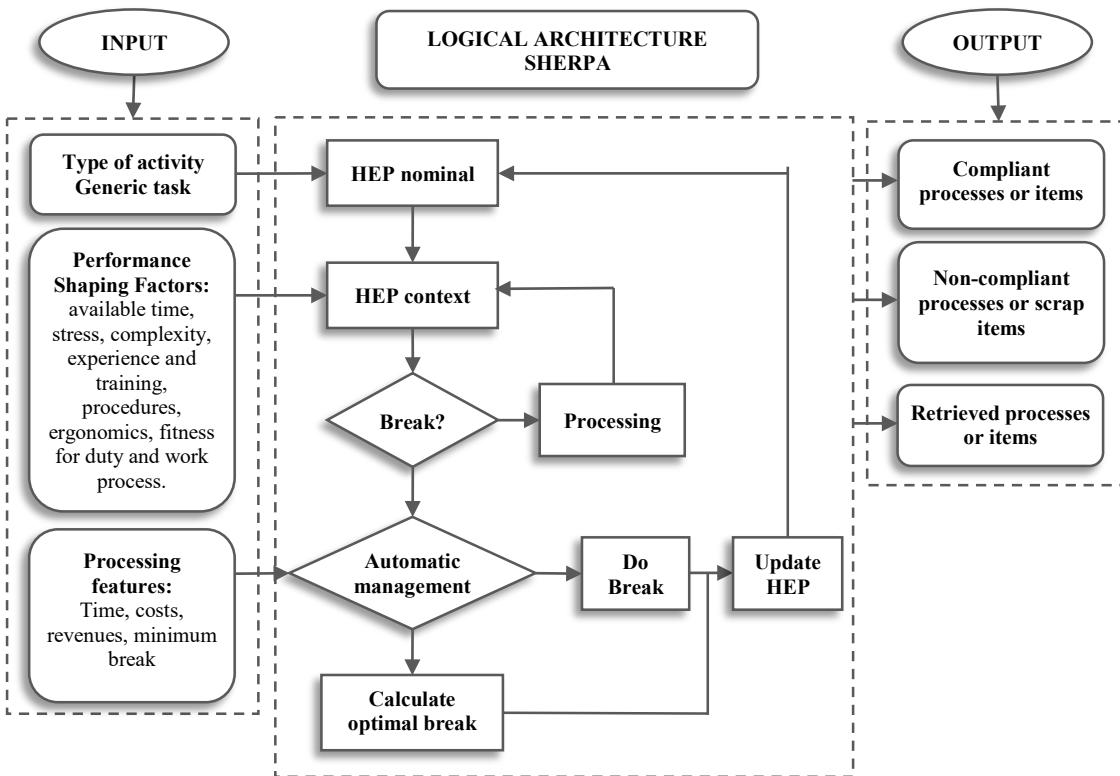 INPUT
LOGICAL ARCHITECTURE
SHERPA
OUTPUT
Type of activity
Generic task
Performance
Shaping Factors:
available time,
stress, complexity,
experience and
training,
procedures,
ergonomics, fitness
for duty and work
process.
Processing
features:
Time, costs,
revenues, minimum
break
HEP nominal
HEP context
Break?
Processing
Automatic
management
Do
Break
Update
HEP
Calculate
optimal break
Compliant
processes or items
Non-compliant
processes or scrap
items
Retrieved processes
or items